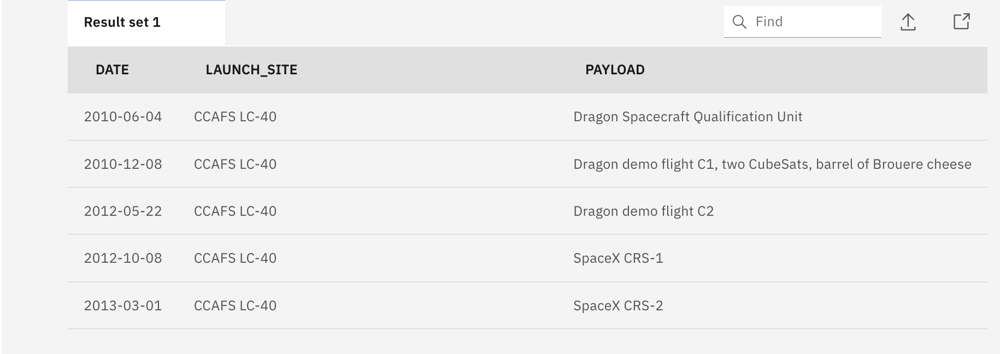 Result set 1
Find
DATE LAUNCH_SITE PAYLOAD
2010-06-04 CCAFS LC-40 Dragon Spacecraft Qualification Unit
2010-12-08 CCAFS LC-40 Dragon demo flight C1, two CubeSats, barrel of Brouere cheese
2012-05-22 CCAFS LC-40 Dragon demo flight C2
2012-10-08 CCAFS LC-40 SpaceX CRS-1
2013-03-01 CCAFS LC-40 SpaceX CRS-2